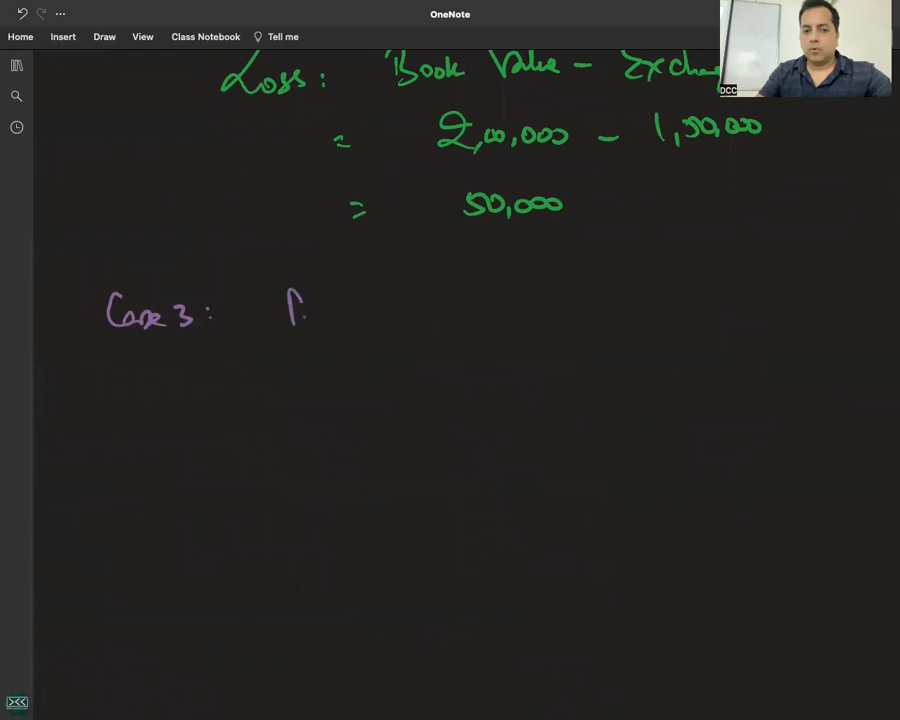 OneNote
Home Insert Draw View Class Notebook Tell me
Loss: Book Value - Exchang
DCC
= 2,00,000 - 1,50,000
= 50,000
Case 3: